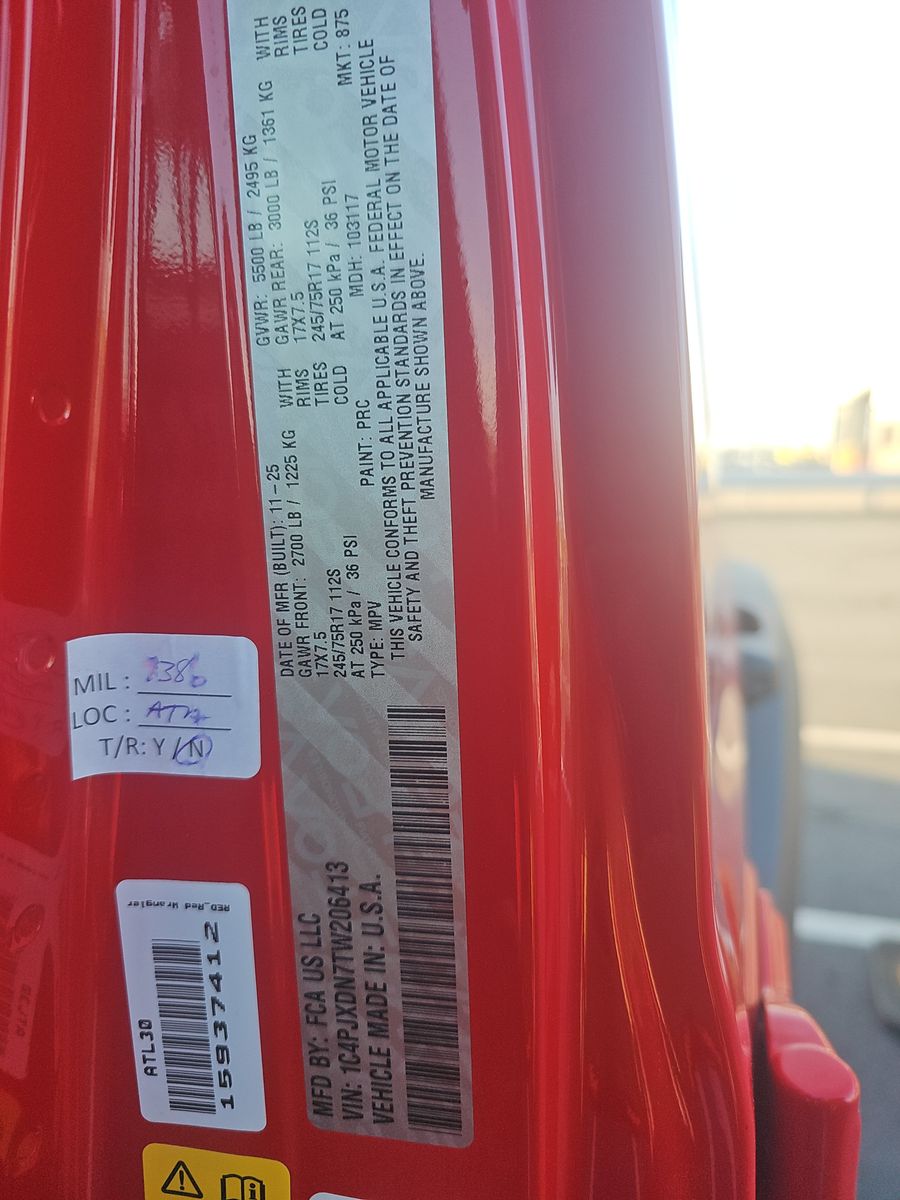 MFD BY: FCA US LLC
VIN: 1C4PJXDN7TW206413
VEHICLE MADE IN: U.S.A.
DATE OF MFR (BUILT): 11-25
GVWR: 5500 LB / 2495 KG
GAWR FRONT: 2700 LB / 1225 KG WITH
GAWR REAR: 3000 LB / 1361 KG WITH
17X7.5 RIMS
17X7.5 RIMS
245/75R17 112S TIRES
245/75R17 112S TIRES
AT 250 kPa / 36 PSI COLD
AT 250 kPa / 36 PSI COLD
TYPE: MPV PAINT: PRC MDH: 103117 MKT: 875
THIS VEHICLE CONFORMS TO ALL APPLICABLE U.S.A. FEDERAL MOTOR VEHICLE
SAFETY AND THEFT PREVENTION STANDARDS IN EFFECT ON THE DATE OF
MANUFACTURE SHOWN ABOVE.
MIL :
LOC :
T/R: Y / N
ATL30
15937412
RED_Red Wrangler